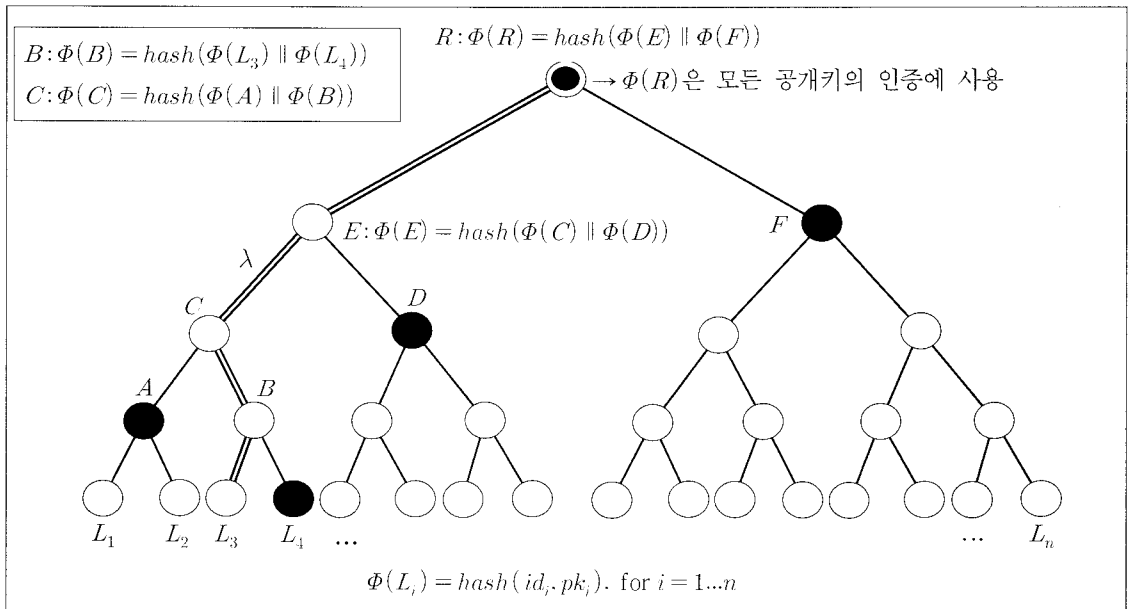 B:Φ(B)=hash(Φ(L₃)∥Φ(L₄))
C:Φ(C)=hash(Φ(A)∥Φ(B))
R:Φ(R)=hash(Φ(E)∥Φ(F))
→Φ(R)은 모든 공개키의 인증에 사용
E:Φ(E)=hash(Φ(C)∥Φ(D))
F
λ
C
D
A
B
L₁
L₂
L₃
L₄
...
...
Lₙ
Φ(Lᵢ)=hash(idᵢ.pkᵢ). for i=1...n